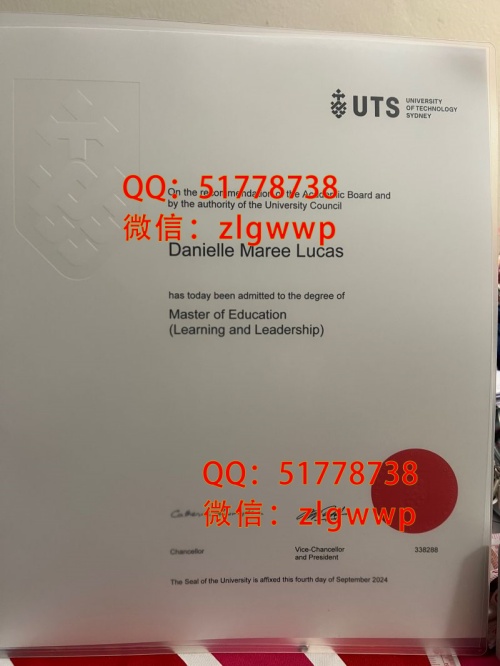 UTS
UNIVERSITY
OF TECHNOLOGY
SYDNEY
QQ：51778738
On the recommendation of the Academic Board and
by the authority of the University Council
微信：zlgwwp
Danielle Maree Lucas
has today been admitted to the degree of
Master of Education
(Learning and Leadership)
QQ：51778738
微信：zlgwwp
Chancellor
Vice-Chancellor
and President
338288
The Seal of the University is affixed this fourth day of September 2024